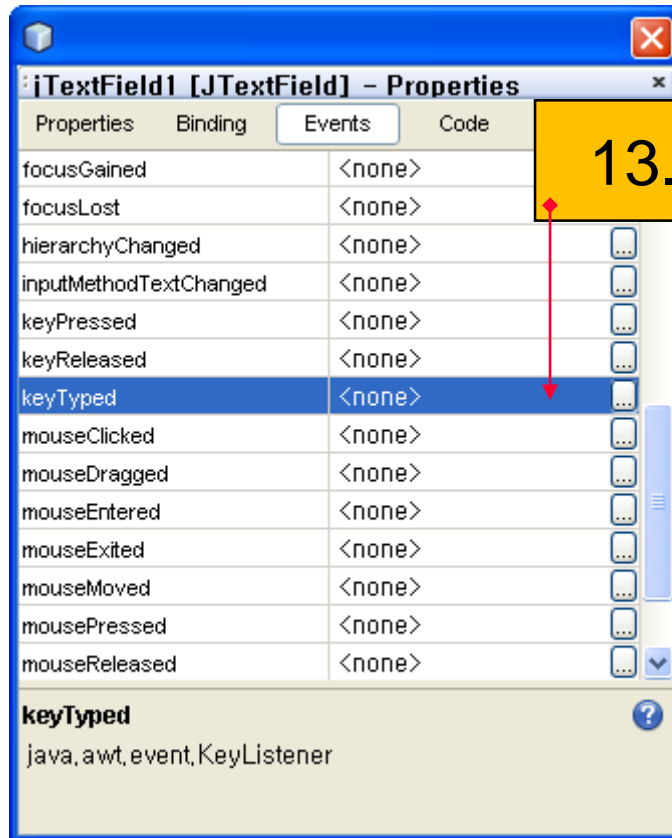 jTextField1 [JTextField] - Properties
Properties Binding Events Code
13.
focusGained <none>
focusLost <none>
hierarchyChanged <none> ...
inputMethodTextChanged <none> ...
keyPressed <none> ...
keyReleased <none> ...
keyTyped <none> ...
mouseClicked <none> ...
mouseDragged <none> ...
mouseEntered <none> ...
mouseExited <none> ...
mouseMoved <none> ...
mousePressed <none> ...
mouseReleased <none> ...
keyTyped
java,awt,event,KeyListener